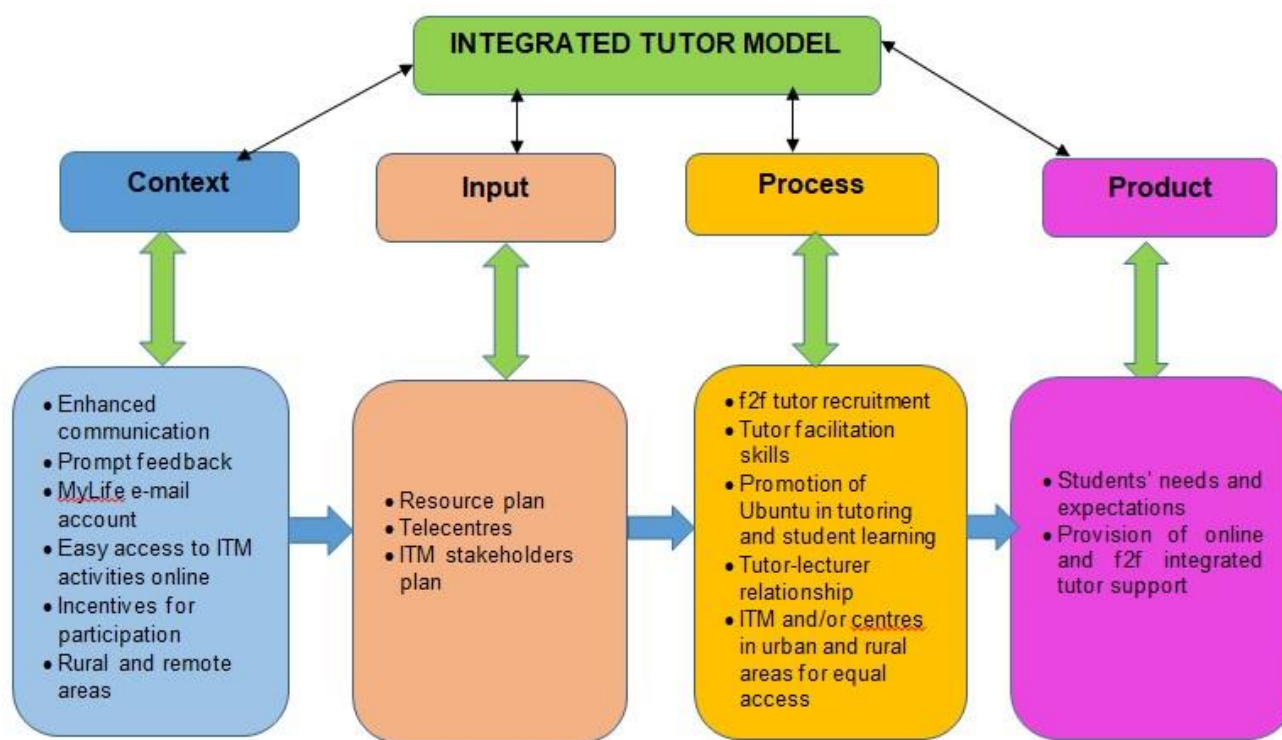 INTEGRATED TUTOR MODEL
Context
Input
Process
Product
• Enhanced
communication
• Prompt feedback
• MyLife e-mail
account
• Easy access to ITM
activities online
• Incentives for
participation
• Rural and remote
areas
• Resource plan
• Telecentres
• ITM stakeholders
plan
• f2f tutor recruitment
• Tutor facilitation
skills
• Promotion of
Ubuntu in tutoring
and student learning
• Tutor-lecturer
relationship
• ITM and/or centres
in urban and rural
areas for equal
access
• Students' needs and
expectations
• Provision of online
and f2f integrated
tutor support